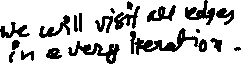 we will visit all edges
in every iteration.